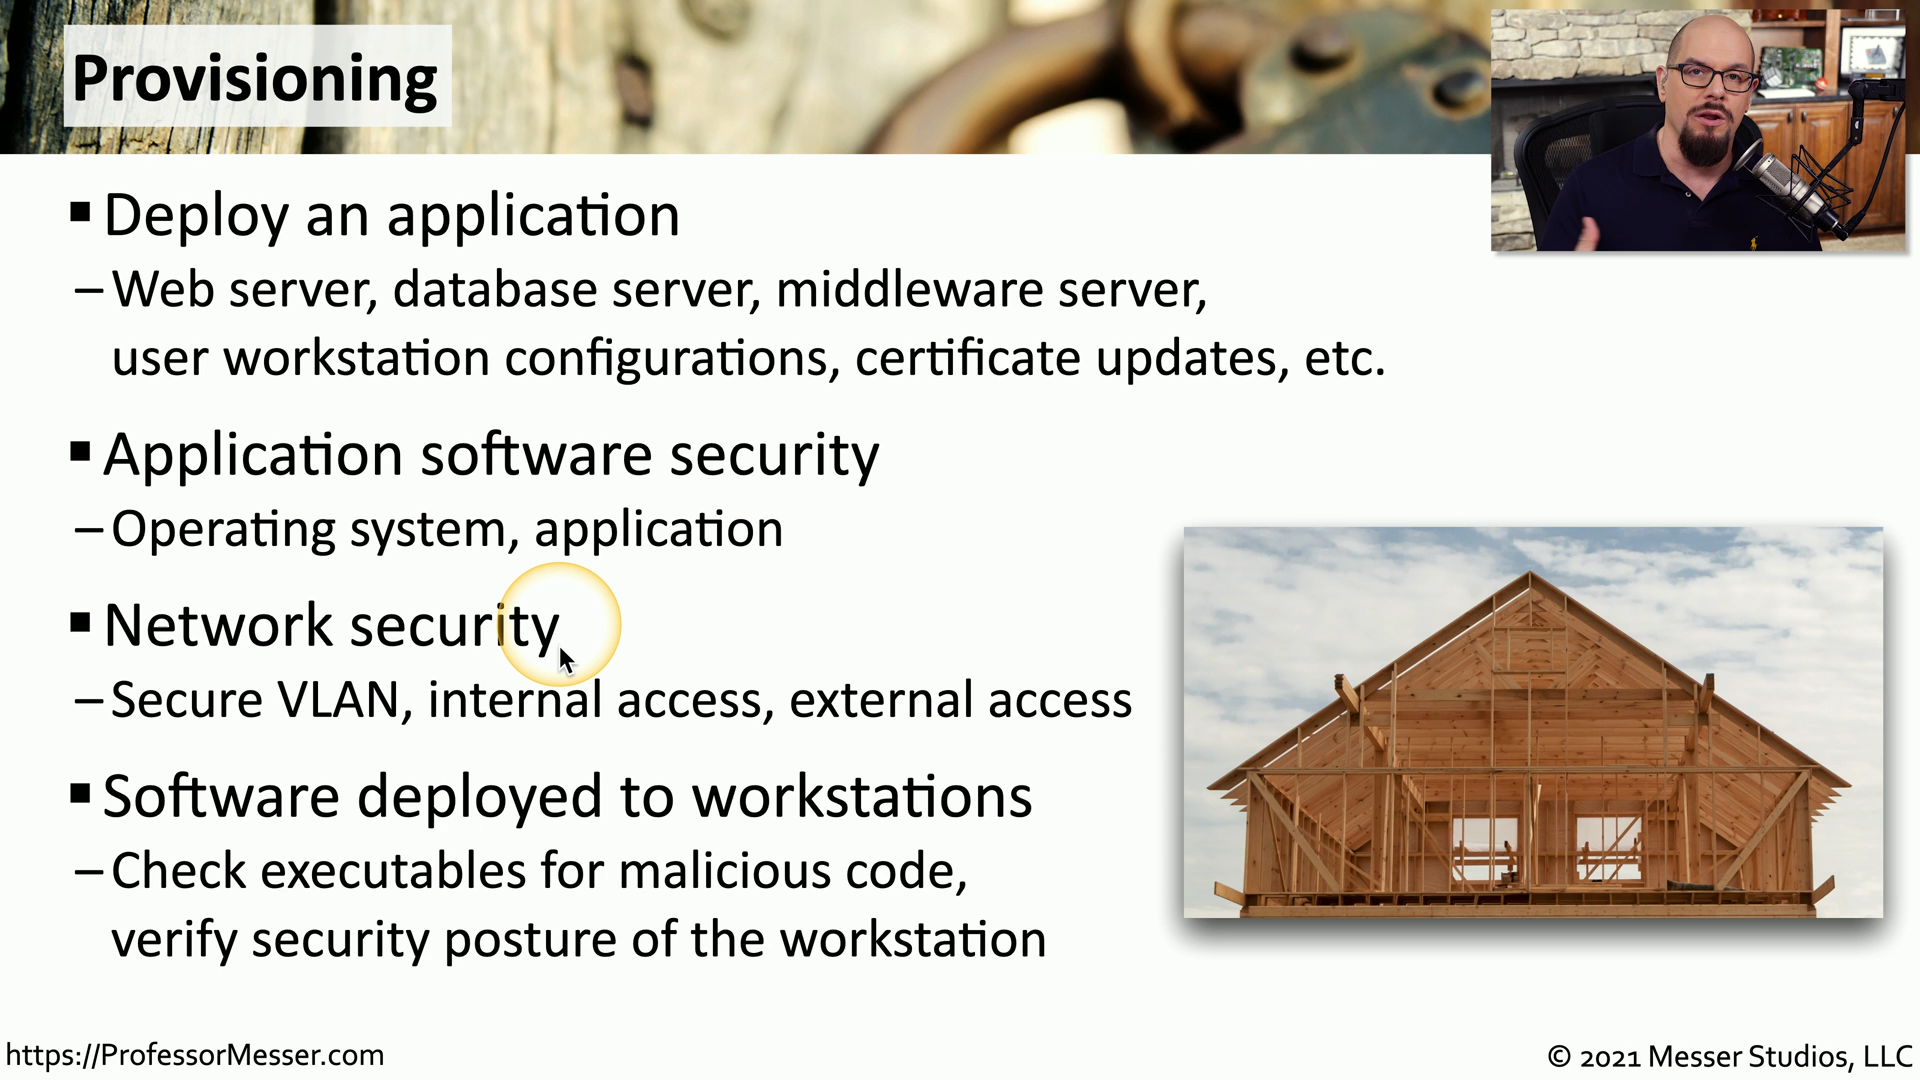 Provisioning
▪ Deploy an application
– Web server, database server, middleware server,
user workstation configurations, certificate updates, etc.
▪ Application software security
– Operating system, application
▪ Network security
– Secure VLAN, internal access, external access
▪ Software deployed to workstations
– Check executables for malicious code,
verify security posture of the workstation
https://ProfessorMesser.com
© 2021 Messer Studios, LLC